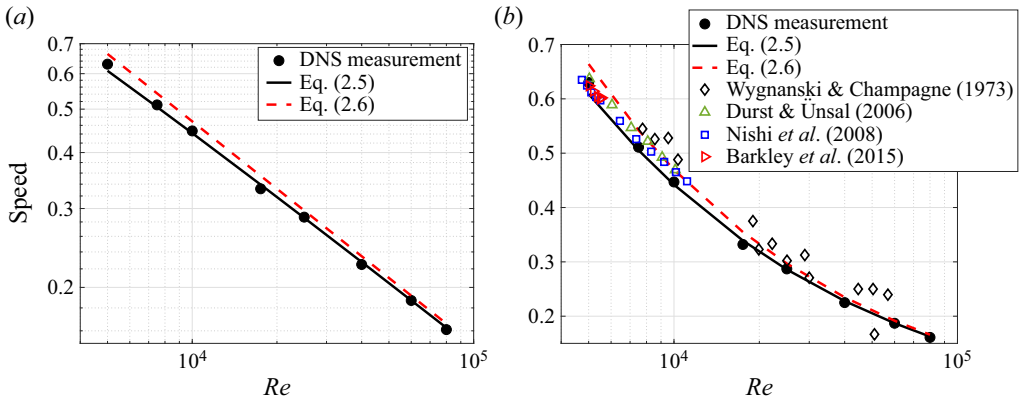 (a)
0.7
0.6
0.5
0.4
0.3
0.2
Speed
10^4
10^5
Re
DNS measurement
Eq. (2.5)
Eq. (2.6)
(b)
0.7
0.6
0.5
0.4
0.3
0.2
10^4
10^5
Re
DNS measurement
Eq. (2.5)
Eq. (2.6)
Wygnanski & Champagne (1973)
Durst & Ünsal (2006)
Nishi et al. (2008)
Barkley et al. (2015)